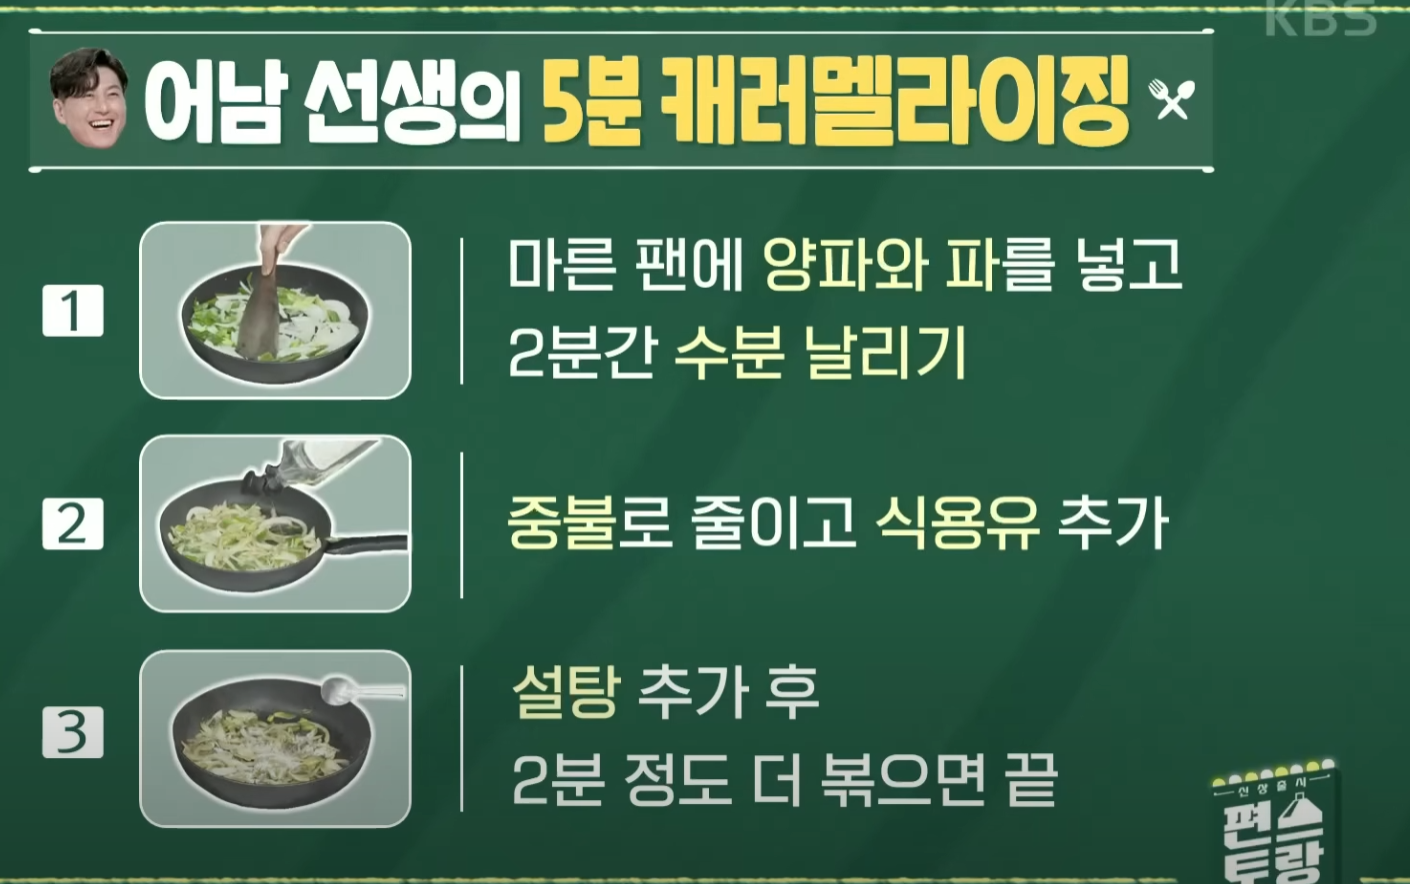 KBS
어남 선생의 5분 캐러멜라이징
1
마른 팬에 양파와 파를 넣고
2분간 수분 날리기
2
중불로 줄이고 식용유 추가
3
설탕 추가 후
2분 정도 더 볶으면 끝
신상출시
편스
토랑